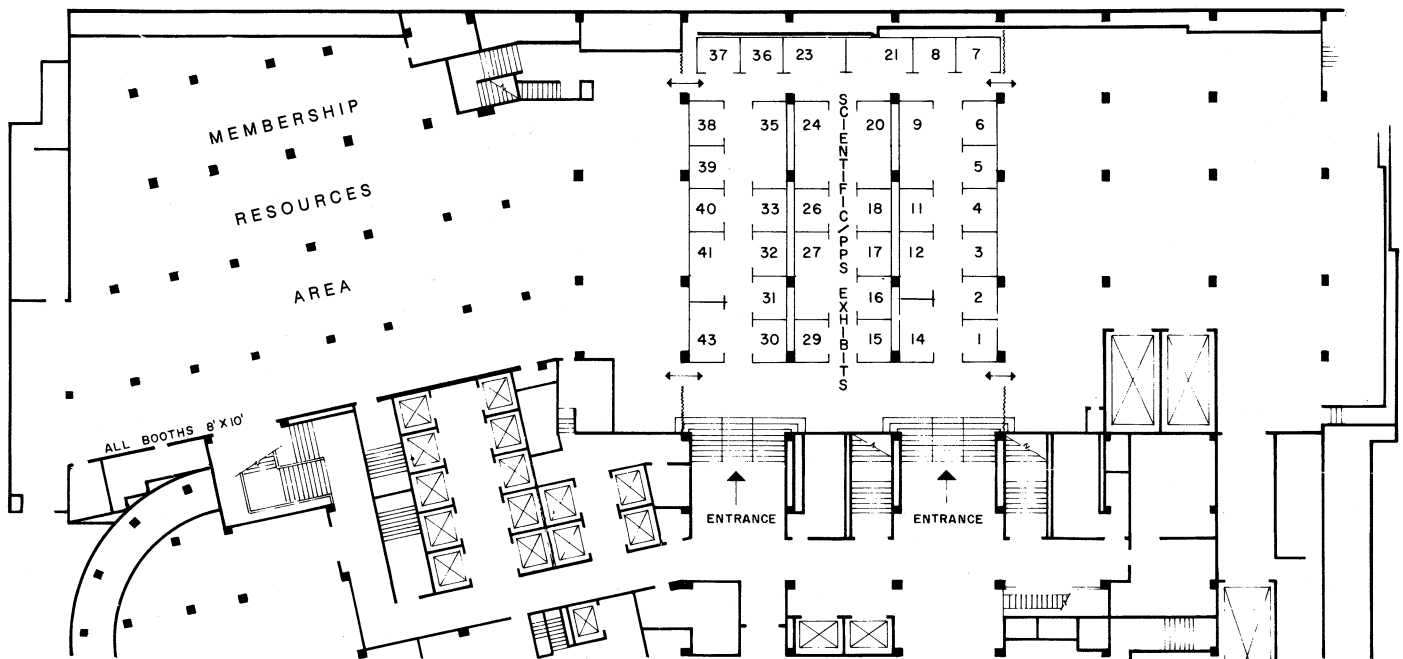 37 36 23 21 8 7
MEMBERSHIP
38 35 24 20 9 6
39 5
RESOURCES
40 33 26 18 11 4
41 32 27 17 12 3
AREA
31 16 2
43 30 29 15 14 1
SCIENTIFIC/PPS EXHIBITS
ALL BOOTHS 8' X 10'
ENTRANCE ENTRANCE